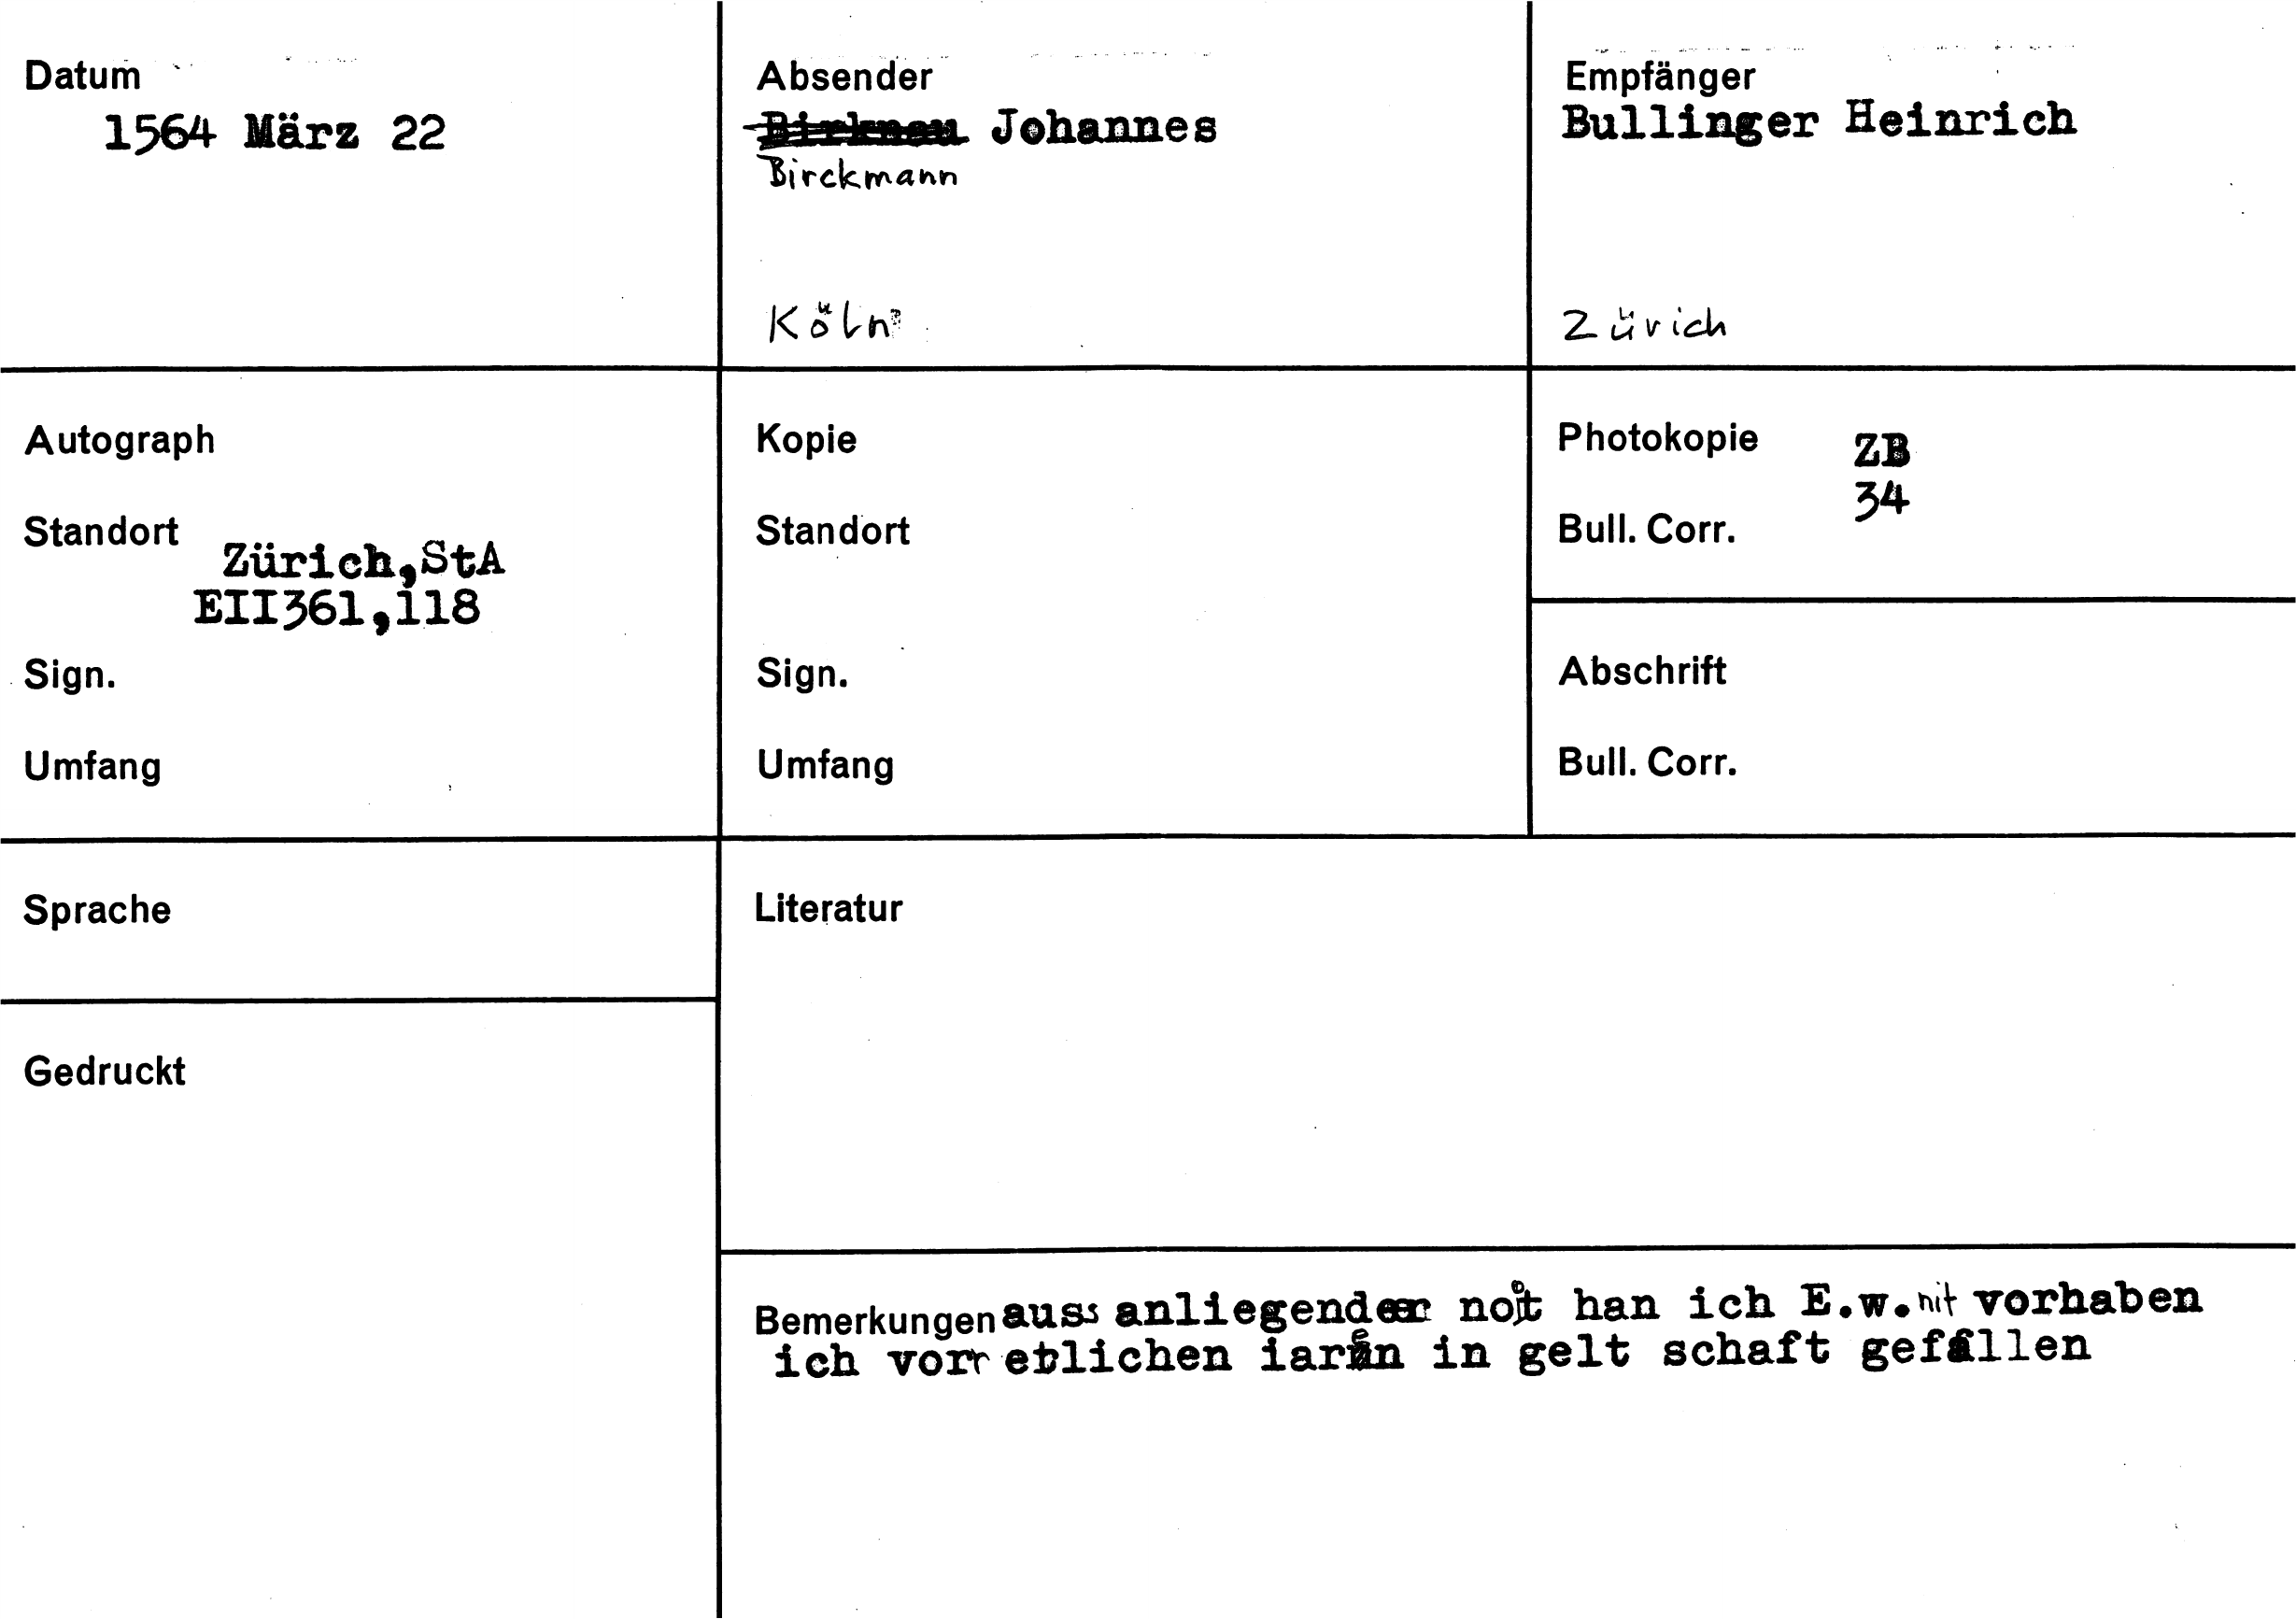 Datum
1564 März 22
Absender
Birknau Johannes
Birckmann
Köln
Empfänger
Bullinger Heinrich
Zürich
Autograph
Standort
Zürich, StA
EII361,118
Sign.
Umfang
Kopie
Standort
Sign.
Umfang
Photokopie ZB
34
Bull. Corr.
Abschrift
Bull. Corr.
Sprache
Gedruckt
Literatur
Bemerkungen auss anliegender not han ich E.w. nit vorhaben
ich vorr etlichen iaren in gelt schaft gefallen